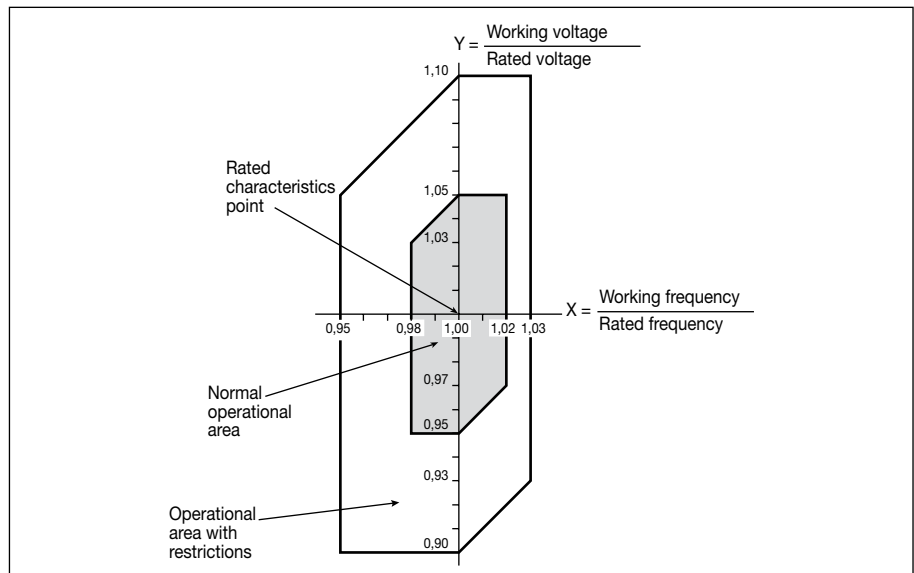 Y = Working voltage
Rated voltage
1,10
Rated
characteristics
point
1,05
1,03
X = Working frequency
Rated frequency
0,95
0,98
1,00
1,02
1,03
Normal
operational
area
0,97
0,95
0,93
Operational
area with
restrictions
0,90